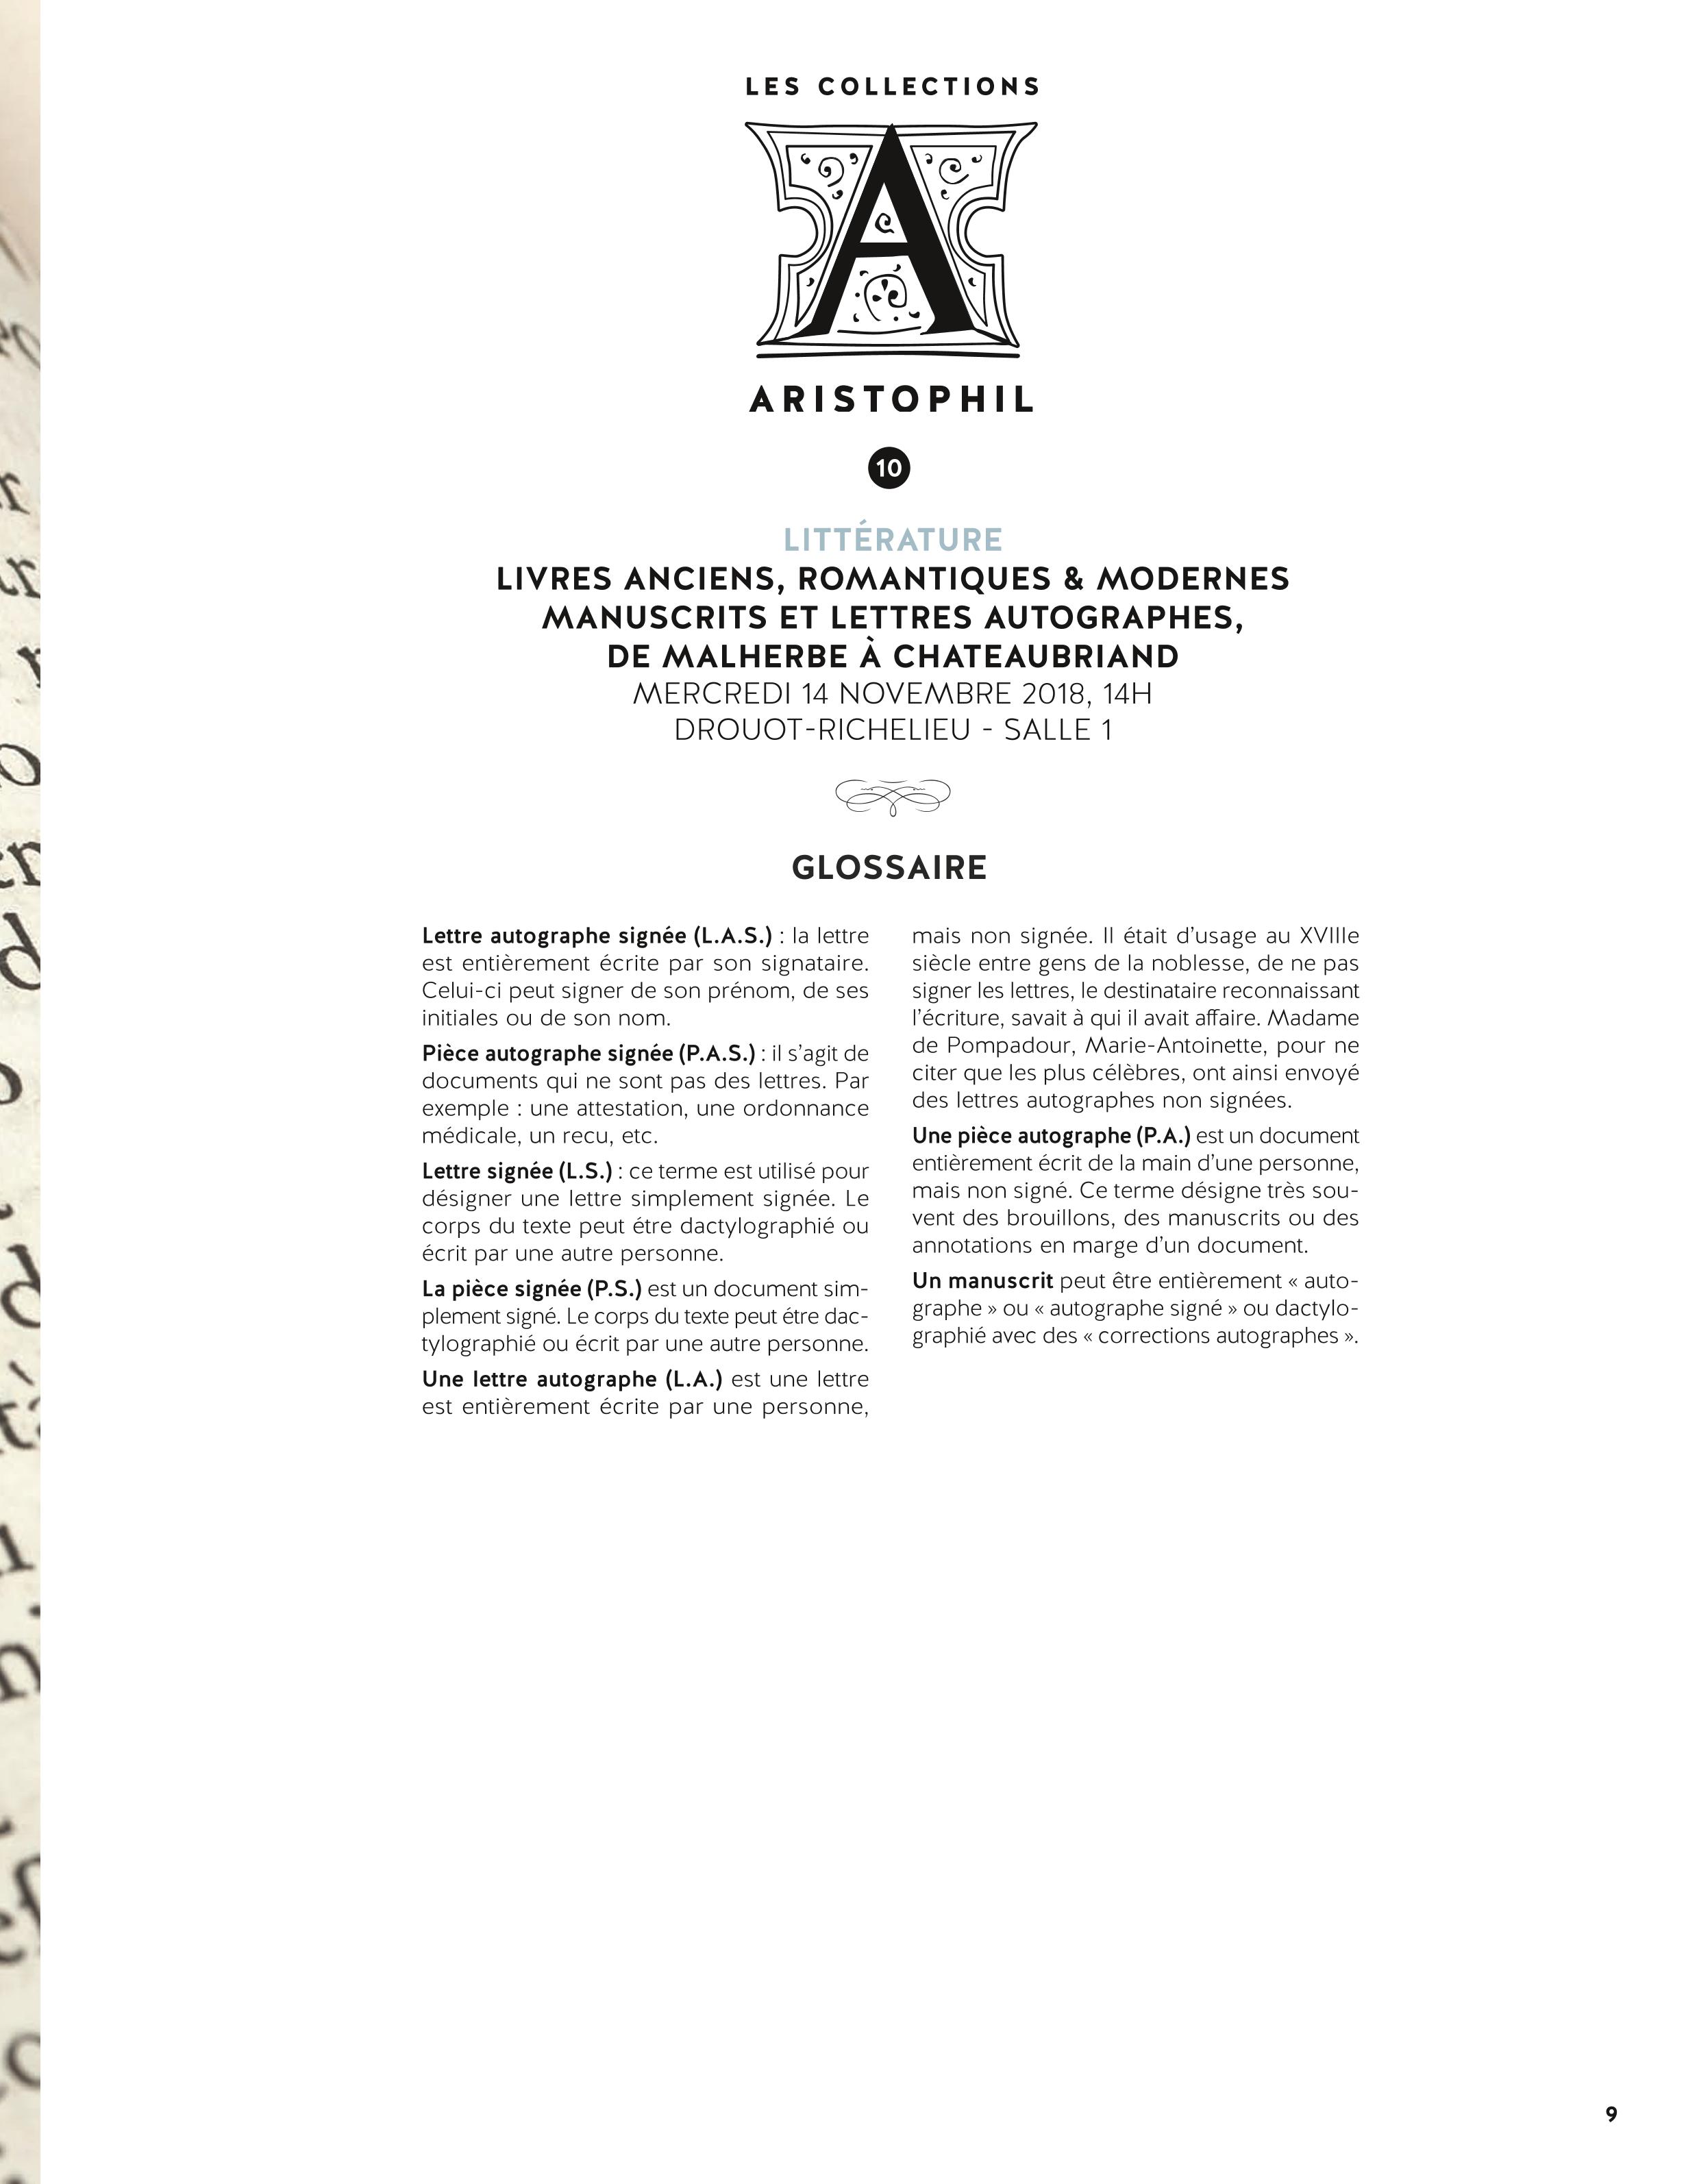 LES COLLECTIONS
A
ARISTOPHIL
10
LITTÉRATURE
LIVRES ANCIENS, ROMANTIQUES & MODERNES
MANUSCRITS ET LETTRES AUTOGRAPHES,
DE MALHERBE À CHATEAUBRIAND
MERCREDI 14 NOVEMBRE 2018, 14H
DROUOT-RICHELIEU - SALLE 1
GLOSSAIRE
Lettre autographe signée (L.A.S.) : la lettre
est entièrement écrite par son signataire.
Celui-ci peut signer de son prénom, de ses
initiales ou de son nom.
Pièce autographe signée (P.A.S.) : il s’agit de
documents qui ne sont pas des lettres. Par
exemple : une attestation, une ordonnance
médicale, un recu, etc.
Lettre signée (L.S.) : ce terme est utilisé pour
désigner une lettre simplement signée. Le
corps du texte peut étre dactylographié ou
écrit par une autre personne.
La pièce signée (P.S.) est un document sim-
plement signé. Le corps du texte peut étre dac-
tylographié ou écrit par une autre personne.
Une lettre autographe (L.A.) est une lettre
est entièrement écrite par une personne,
mais non signée. Il était d’usage au XVIIIe
siècle entre gens de la noblesse, de ne pas
signer les lettres, le destinataire reconnaissant
l’écriture, savait à qui il avait affaire. Madame
de Pompadour, Marie-Antoinette, pour ne
citer que les plus célèbres, ont ainsi envoyé
des lettres autographes non signées.
Une pièce autographe (P.A.) est un document
entièrement écrit de la main d’une personne,
mais non signé. Ce terme désigne très sou-
vent des brouillons, des manuscrits ou des
annotations en marge d’un document.
Un manuscrit peut être entièrement « auto-
graphe » ou « autographe signé » ou dactylo-
graphié avec des « corrections autographes ».
9